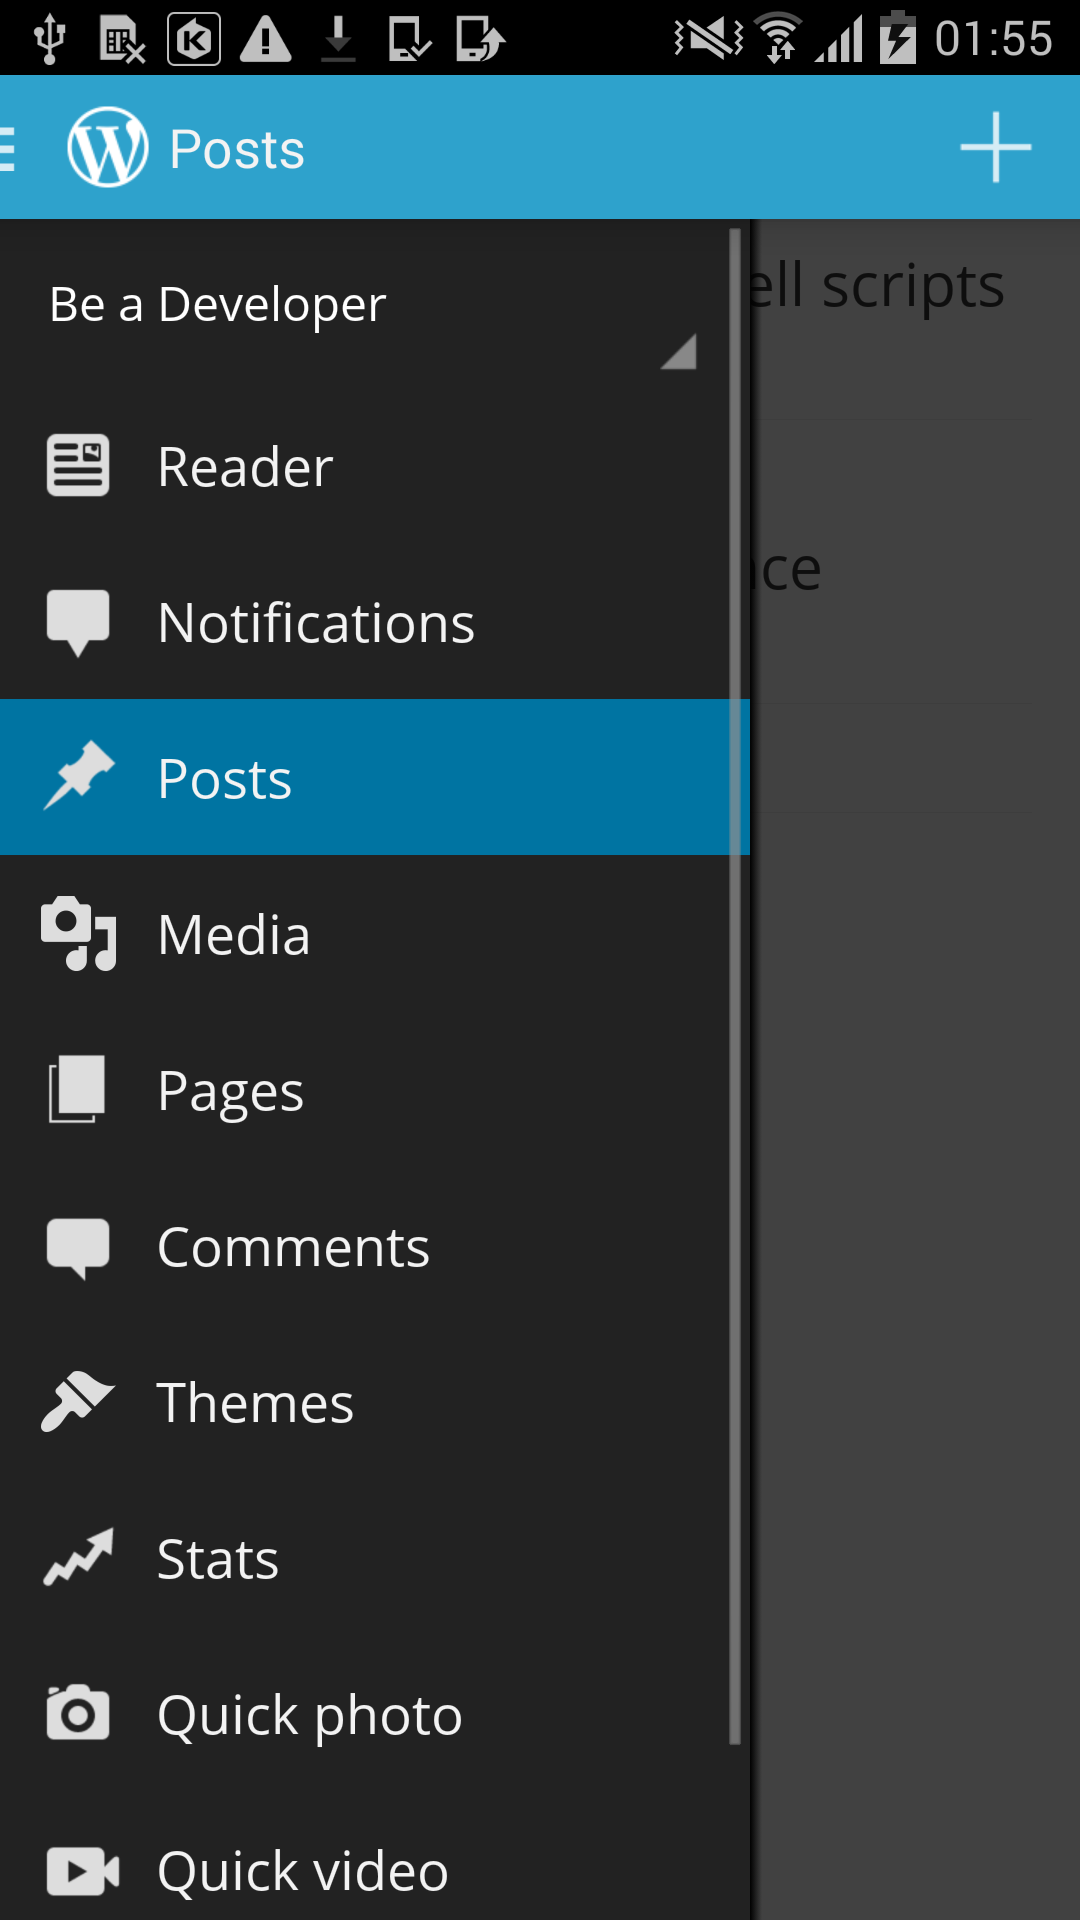 01:55
Posts
ell scripts
Be a Developer
Reader
Notifications
ce
Posts
Media
Pages
Comments
Themes
Stats
Quick photo
Quick video